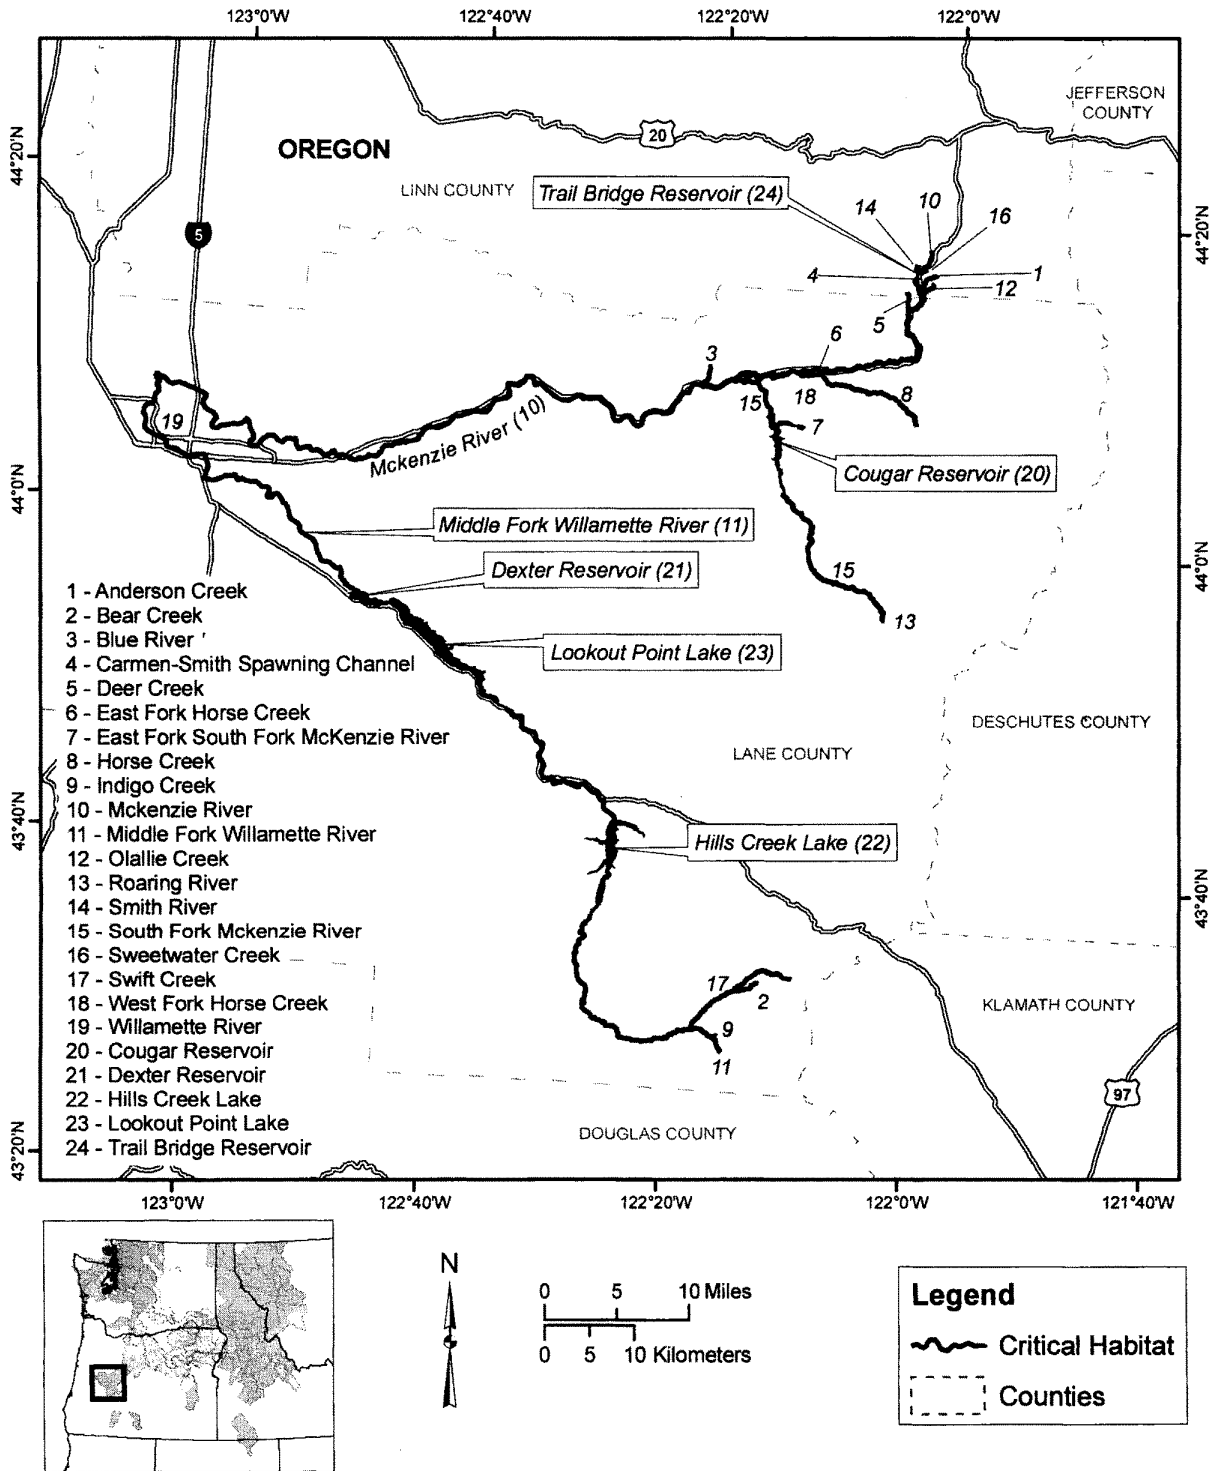 123°0'W 122°40'W 122°20'W 122°0'W
JEFFERSON
COUNTY
20
44°20'N
OREGON
LINN COUNTY
Trail Bridge Reservoir (24)
14
10
16
5
44°20'N
4
1
12
5
6
3
19
15
18
8
Mckenzie River (10)
7
Cougar Reservoir (20)
44°0'N
Middle Fork Willamette River (11)
Dexter Reservoir (21)
15
44°0'N
13
Lookout Point Lake (23)
1 - Anderson Creek
2 - Bear Creek
3 - Blue River
4 - Carmen-Smith Spawning Channel
5 - Deer Creek
6 - East Fork Horse Creek
7 - East Fork South Fork McKenzie River
8 - Horse Creek
9 - Indigo Creek
10 - Mckenzie River
11 - Middle Fork Willamette River
12 - Olallie Creek
13 - Roaring River
14 - Smith River
15 - South Fork Mckenzie River
16 - Sweetwater Creek
17 - Swift Creek
18 - West Fork Horse Creek
19 - Willamette River
20 - Cougar Reservoir
21 - Dexter Reservoir
22 - Hills Creek Lake
23 - Lookout Point Lake
24 - Trail Bridge Reservoir
DESCHUTES COUNTY
LANE COUNTY
43°40'N
Hills Creek Lake (22)
43°40'N
17
2
KLAMATH COUNTY
9
11
97
DOUGLAS COUNTY
43°20'N
123°0'W 122°40'W 122°20'W 122°0'W 121°40'W
N
0 5 10 Miles
0 5 10 Kilometers
Legend
Critical Habitat
Counties